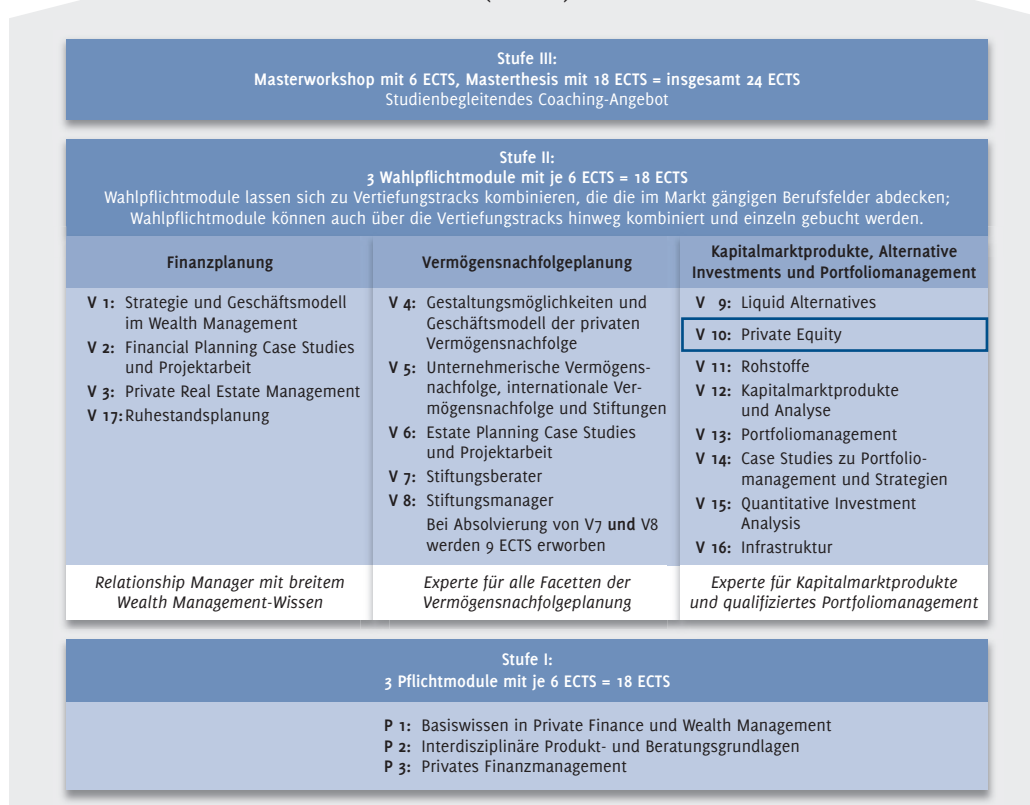 Stufe III:
Masterworkshop mit 6 ECTS, Masterthesis mit 18 ECTS = insgesamt 24 ECTS
Studienbegleitendes Coaching-Angebot
Stufe II:
3 Wahlpflichtmodule mit je 6 ECTS = 18 ECTS
Wahlpflichtmodule lassen sich zu Vertiefungstracks kombinieren, die die im Markt gängigen Berufsfelder abdecken;
Wahlpflichtmodule können auch über die Vertiefungstracks hinweg kombiniert und einzeln gebucht werden.
Finanzplanung
V 1: Strategie und Geschäftsmodell
im Wealth Management
V 2: Financial Planning Case Studies
und Projektarbeit
V 3: Private Real Estate Management
V 17: Ruhestandsplanung
Relationship Manager mit breitem
Wealth Management-Wissen
Vermögensnachfolgeplanung
V 4: Gestaltungsmöglichkeiten und
Geschäftsmodell der privaten
Vermögensnachfolge
V 5: Unternehmerische Vermögens-
nachfolge, internationale Ver-
mögensnachfolge und Stiftungen
V 6: Estate Planning Case Studies
und Projektarbeit
V 7: Stiftungsberater
V 8: Stiftungsmanager
Bei Absolvierung von V7 und V8
werden 9 ECTS erworben
Experte für alle Facetten der
Vermögensnachfolgeplanung
Kapitalmarktprodukte, Alternative
Investments und Portfoliomanagement
V 9: Liquid Alternatives
V 10: Private Equity
V 11: Rohstoffe
V 12: Kapitalmarktprodukte
und Analyse
V 13: Portfoliomanagement
V 14: Case Studies zu Portfolio-
management und Strategien
V 15: Quantitative Investment
Analysis
V 16: Infrastruktur
Experte für Kapitalmarktprodukte
und qualifiziertes Portfoliomanagement
Stufe I:
3 Pflichtmodule mit je 6 ECTS = 18 ECTS
P 1: Basiswissen in Private Finance und Wealth Management
P 2: Interdisziplinäre Produkt- und Beratungsgrundlagen
P 3: Privates Finanzmanagement